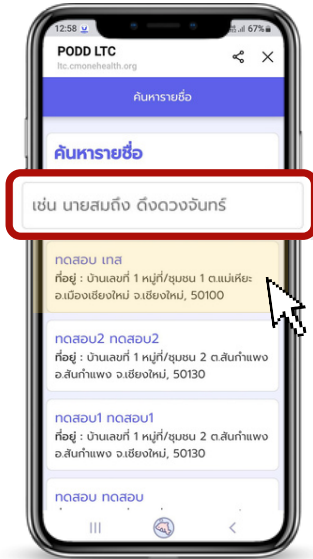 12:58
67%
PODD LTC
ltc.cmonehealth.org
ค้นหารายชื่อ
ค้นหารายชื่อ
เช่น นายสมถึง ดึงดวงจันทร์
ทดสอบ เทส
ที่อยู่ : บ้านเลขที่ 1 หมู่ที่/ชุมชน 1 ต.แม่เหียะ
อ.เมืองเชียงใหม่ จ.เชียงใหม่, 50100
ทดสอบ2 ทดสอบ2
ที่อยู่ : บ้านเลขที่ 1 หมู่ที่/ชุมชน 2 ต.สันกำแพง
อ.สันกำแพง จ.เชียงใหม่, 50130
ทดสอบ1 ทดสอบ1
ที่อยู่ : บ้านเลขที่ 1 หมู่ที่/ชุมชน 2 ต.สันกำแพง
อ.สันกำแพง จ.เชียงใหม่, 50130
ทดสอบ ทดสอบ